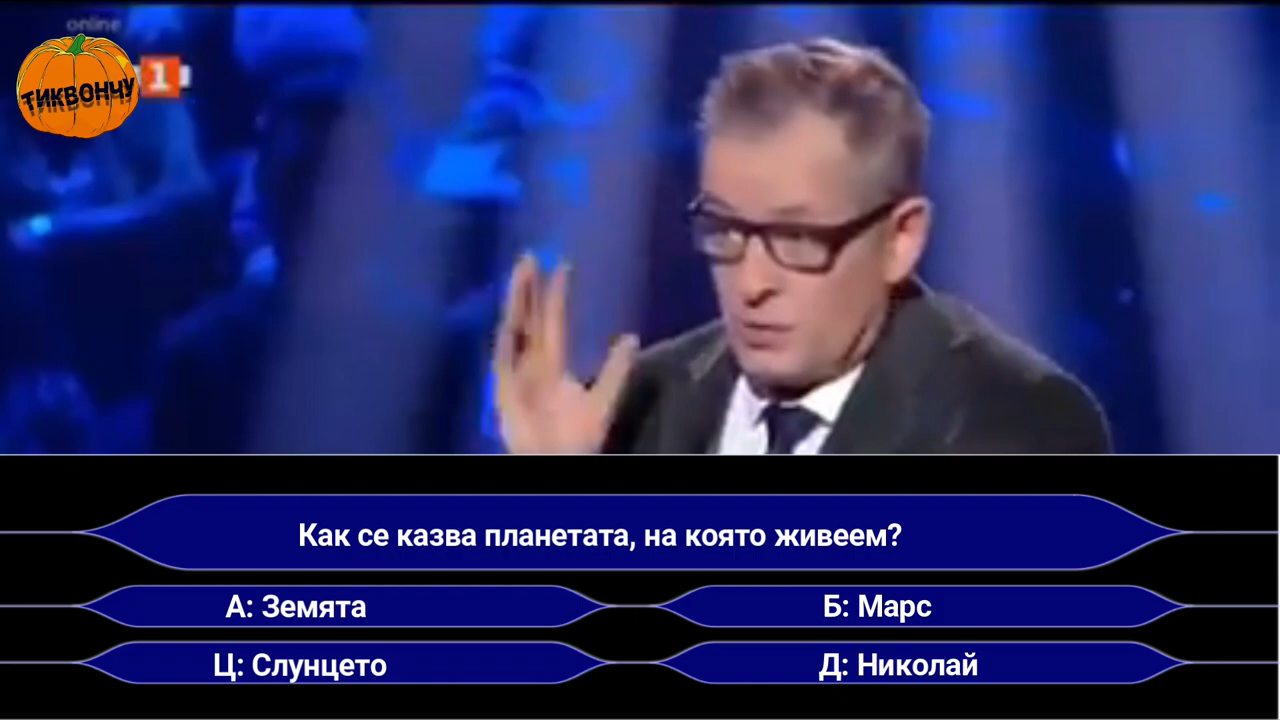 online
ТИКВОНЧУ
1
Как се казва планетата, на която живеем?
А: Земята
Б: Марс
Ц: Слунцето
Д: Николай